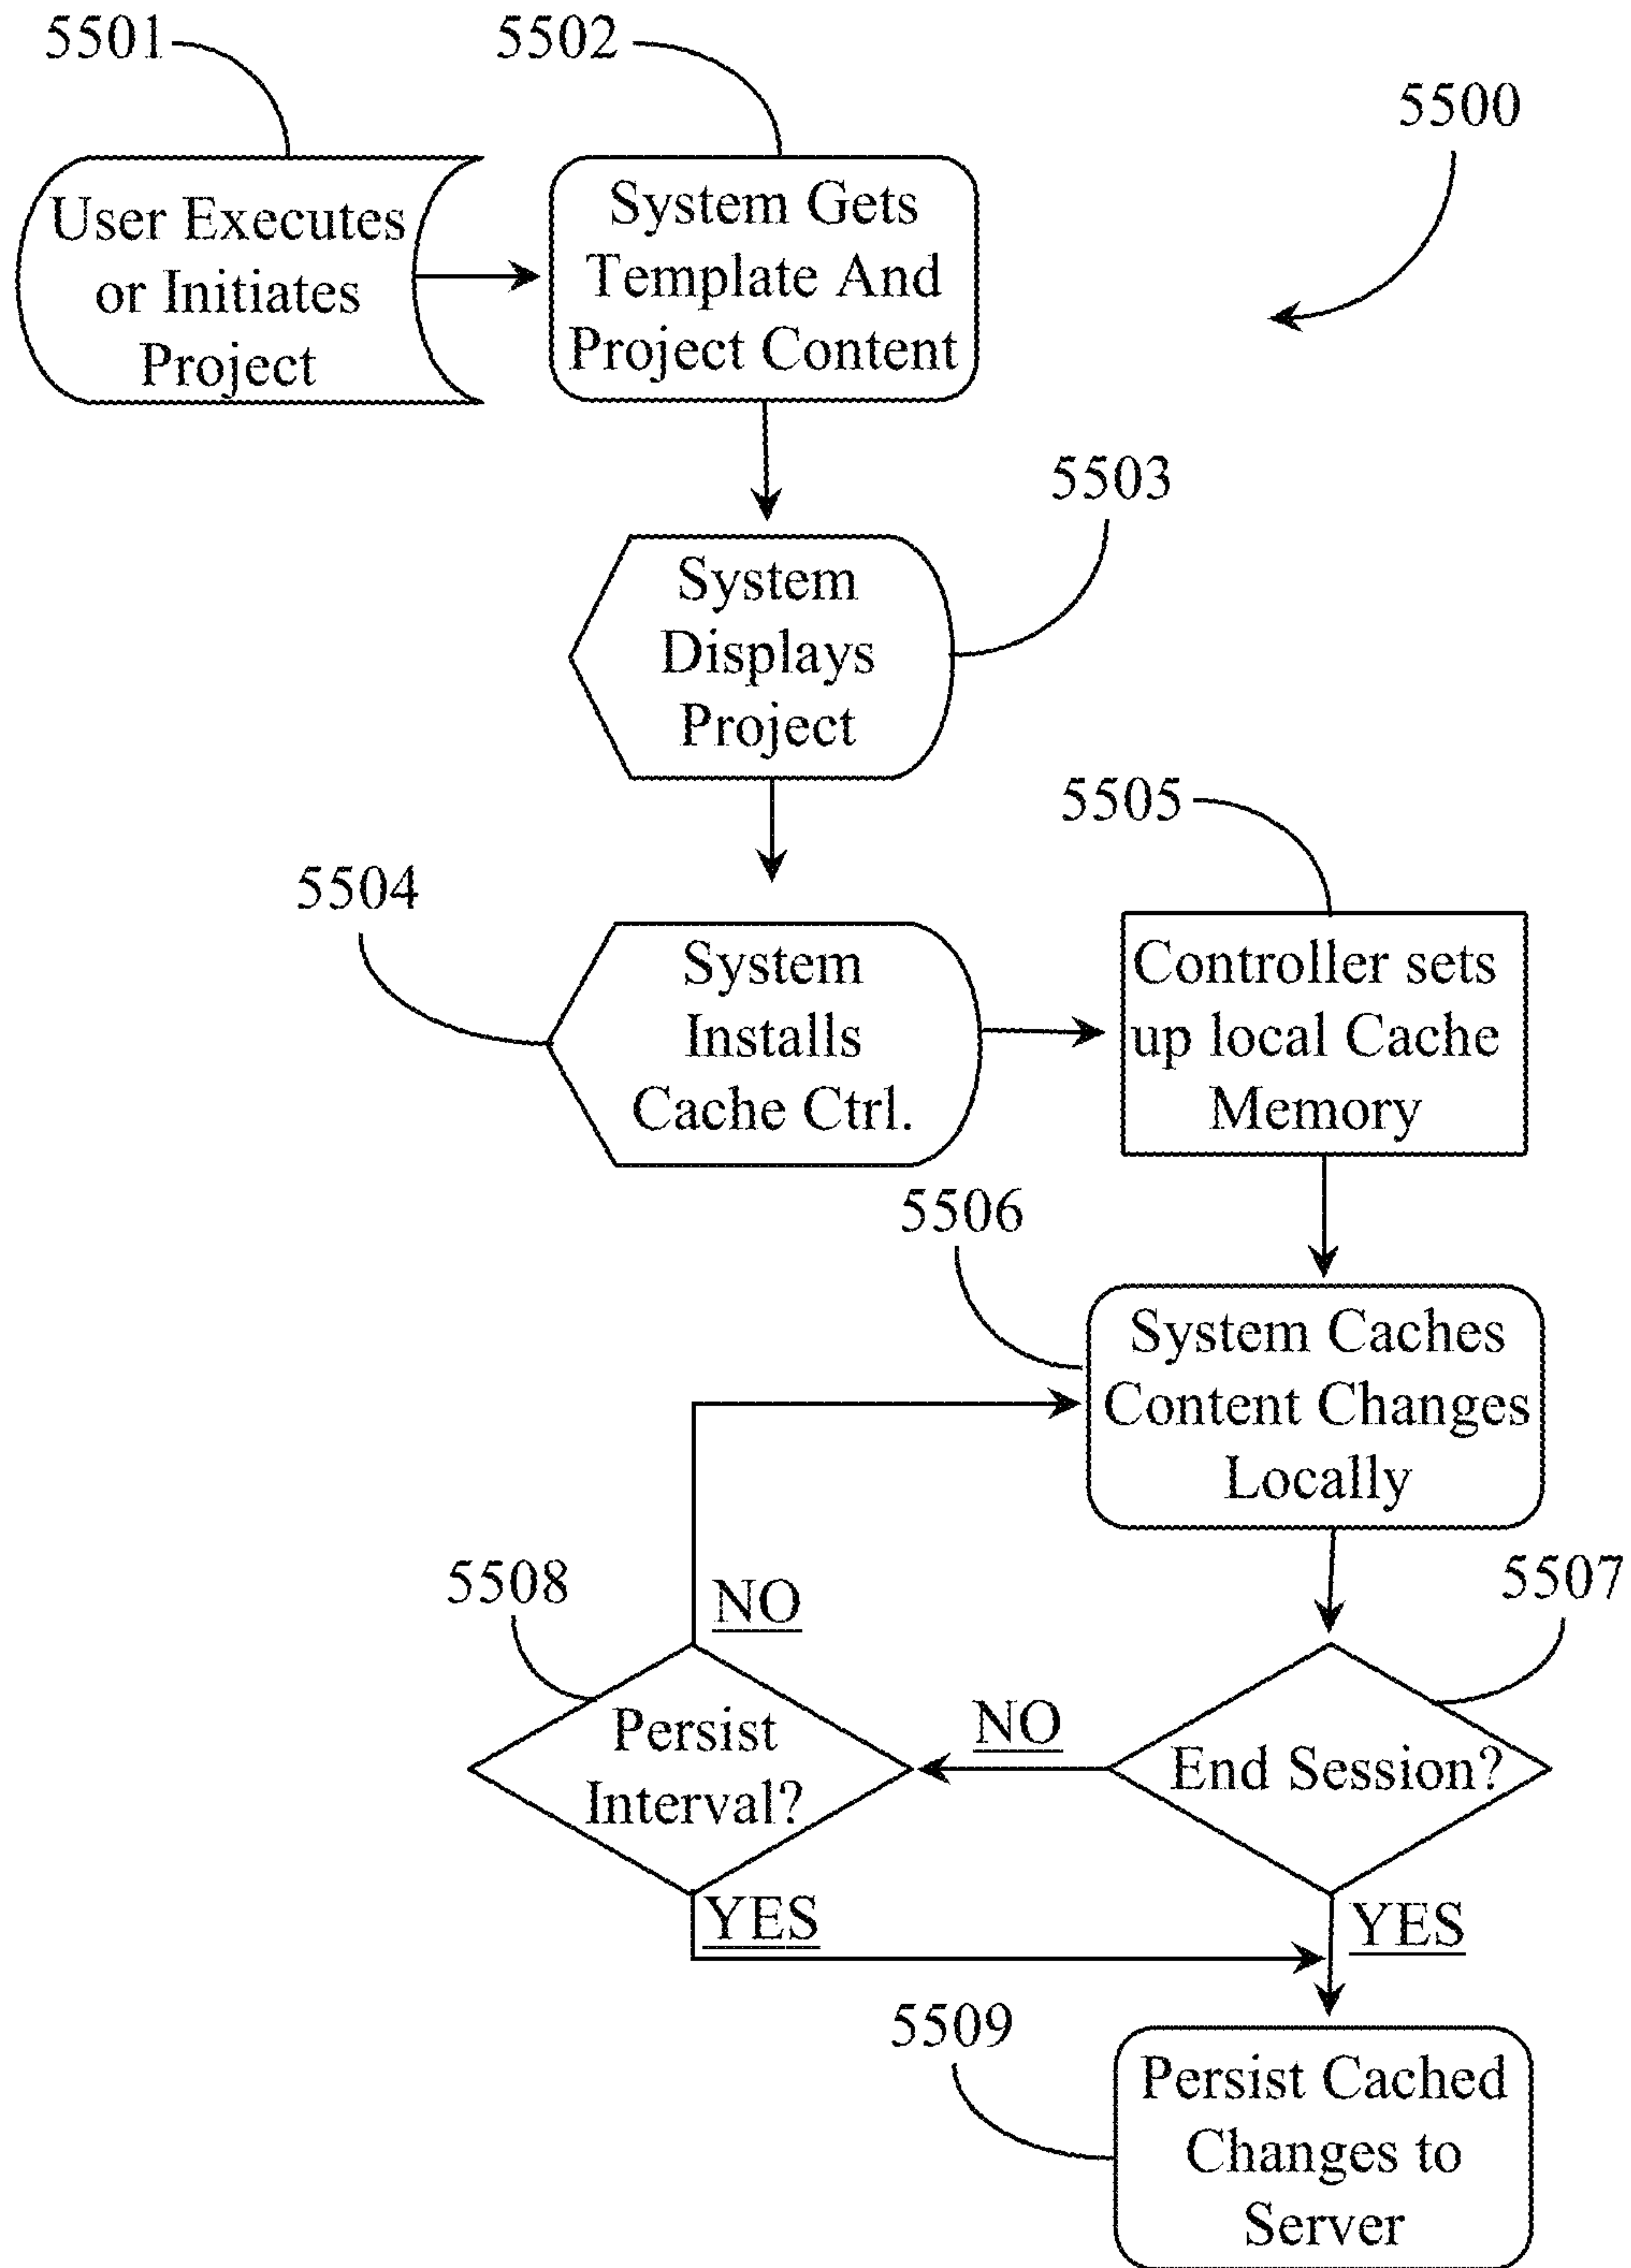 5501
5502
5500
User Executes
or Initiates
Project
System Gets
Template And
Project Content
5503
System
Displays
Project
5505
5504
System
Installs
Cache Ctrl.
Controller sets
up local Cache
Memory
5506
System Caches
Content Changes
Locally
5508
NO
5507
Persist
Interval?
NO
End Session?
YES
YES
5509
Persist Cached
Changes to
Server